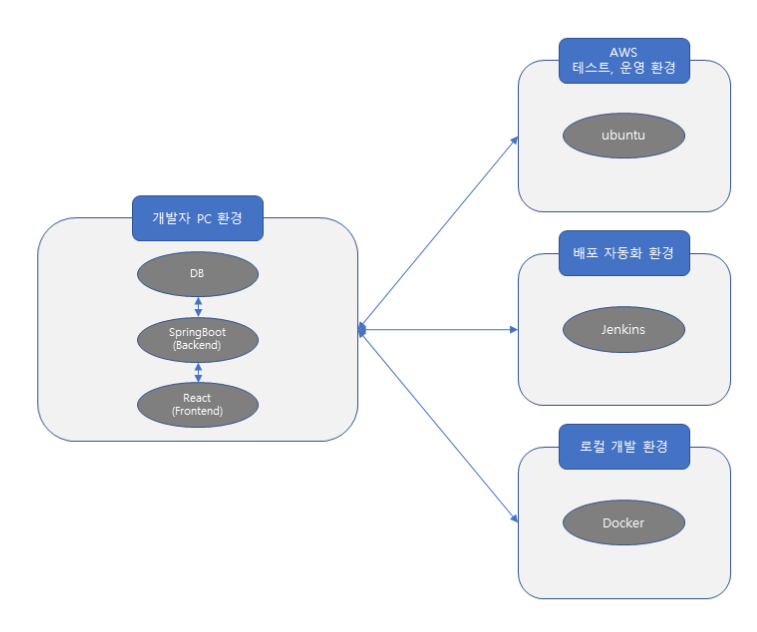 개발자 PC 환경
DB
SpringBoot
(Backend)
React
(Frontend)
AWS
테스트, 운영 환경
ubuntu
배포 자동화 환경
Jenkins
로컬 개발 환경
Docker